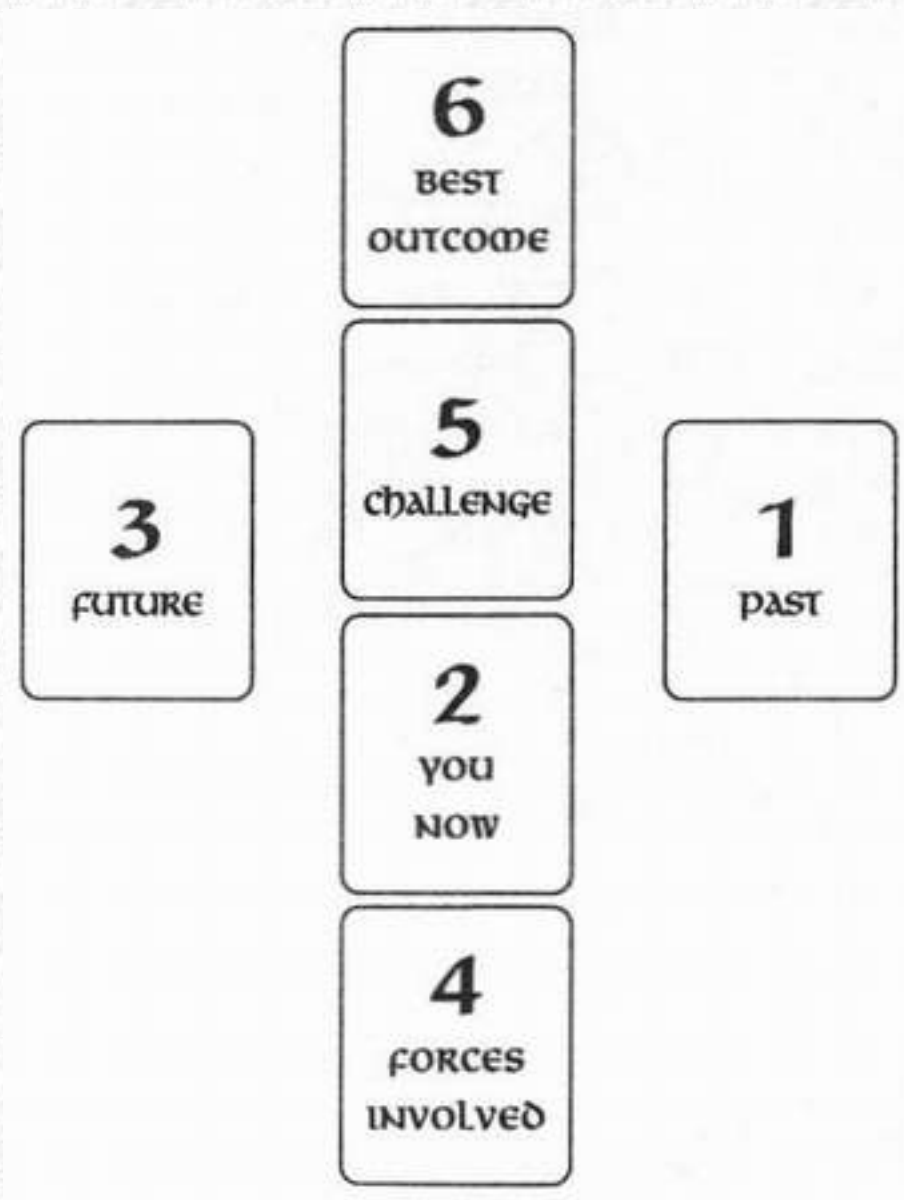 6
BEST
OUTCOME
5
CHALLENGE
3
FUTURE
1
PAST
2
YOU
NOW
4
FORCES
INVOLVED